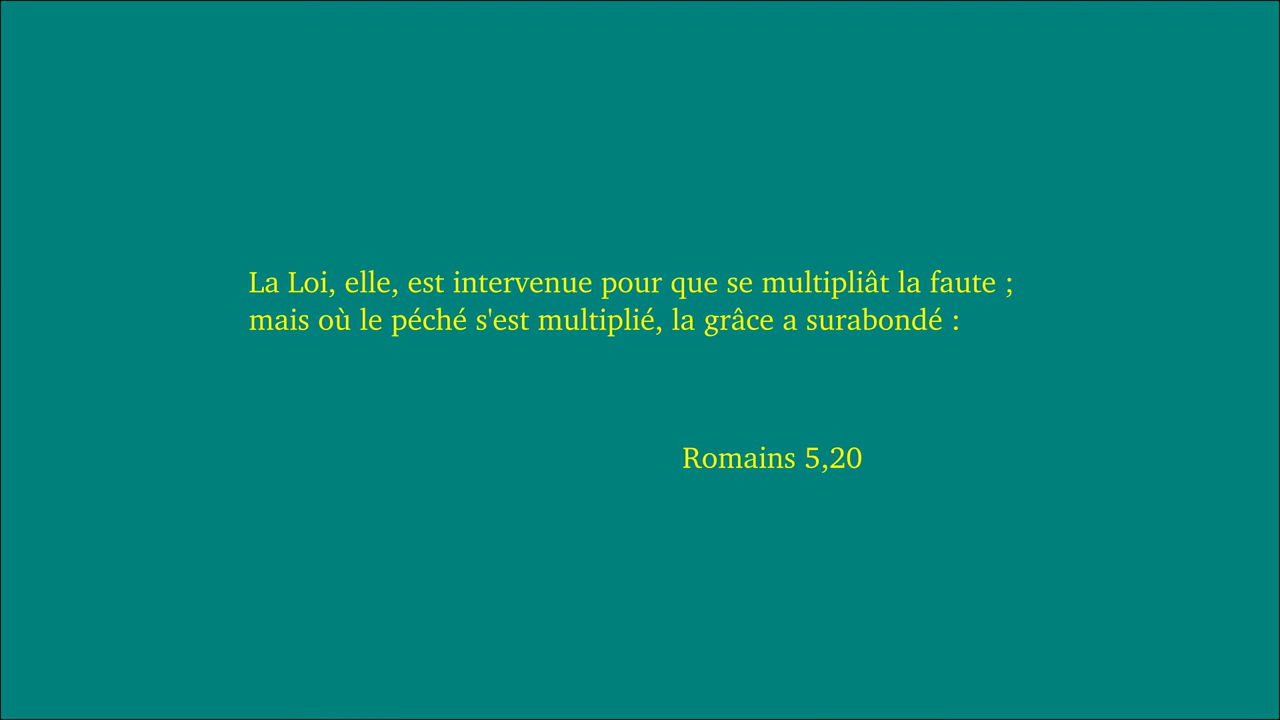 La Loi, elle, est intervenue pour que se multipliât la faute ;
mais où le péché s'est multiplié, la grâce a surabondé :
Romains 5,20